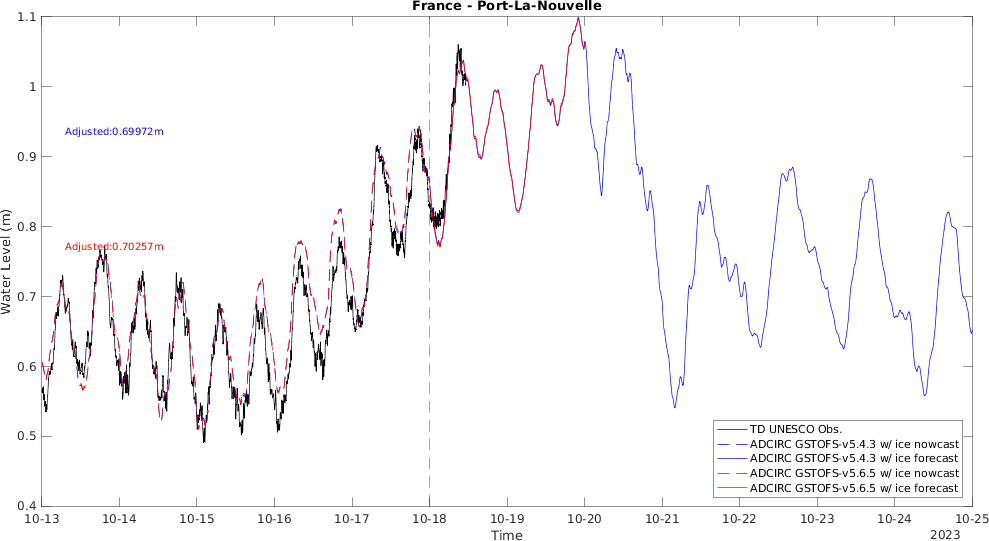 France - Port-La-Nouvelle
1.1
1
0.9
0.8
0.7
0.6
0.5
0.4
Water Level (m)
Adjusted:0.69972m
Adjusted:0.70257m
TD UNESCO Obs.
ADCIRC GSTOFS-v5.4.3 w/ ice nowcast
ADCIRC GSTOFS-v5.4.3 w/ ice forecast
ADCIRC GSTOFS-v5.6.5 w/ ice nowcast
ADCIRC GSTOFS-v5.6.5 w/ ice forecast
10-13 10-14 10-15 10-16 10-17 10-18 10-19 10-20 10-21 10-22 10-23 10-24 10-25
Time
2023